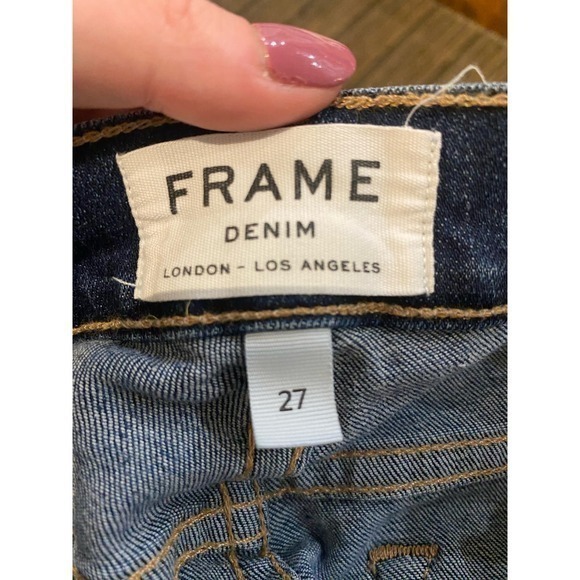 FRAME
DENIM
LONDON - LOS ANGELES
27